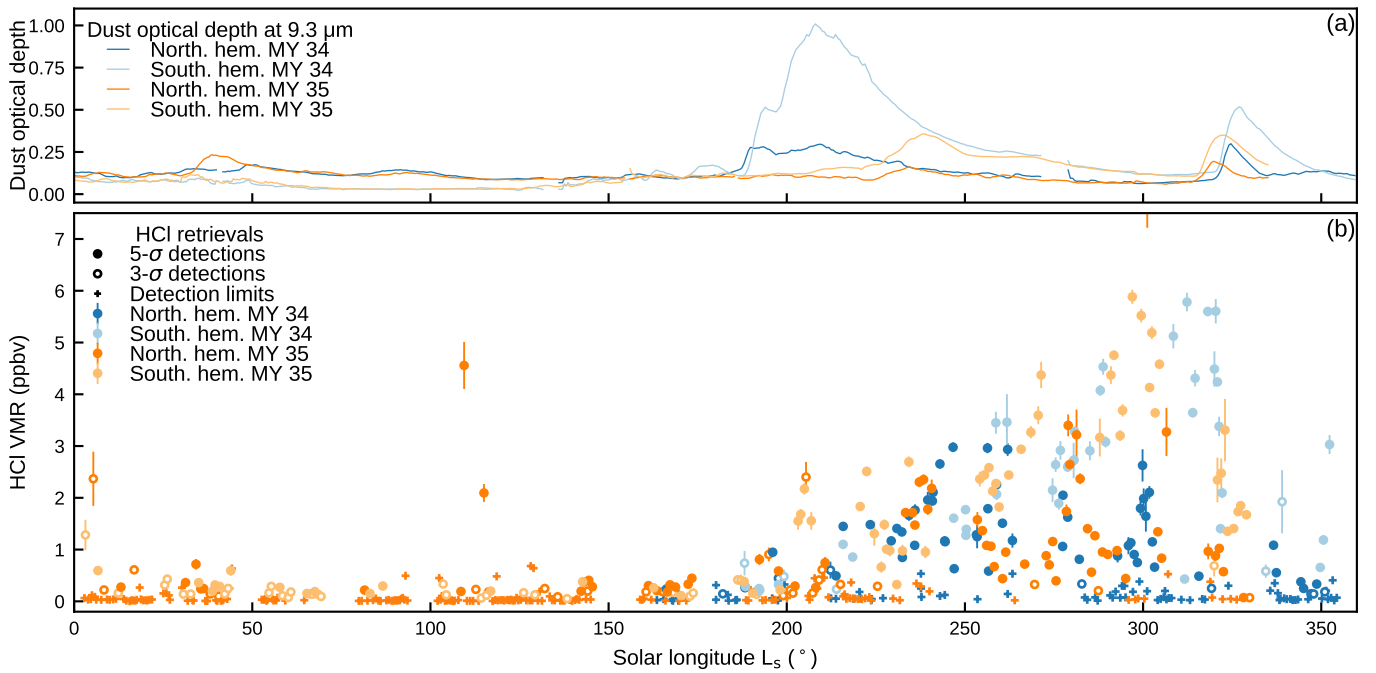 (a)
Dust optical depth at 9.3 μm
North. hem. MY 34
South. hem. MY 34
North. hem. MY 35
South. hem. MY 35
Dust optical depth
1.00
0.75
0.50
0.25
0.00
(b)
HCl retrievals
5-σ detections
3-σ detections
Detection limits
North. hem. MY 34
South. hem. MY 34
North. hem. MY 35
South. hem. MY 35
HCl VMR (ppbv)
7
6
5
4
3
2
1
0
0 50 100 150 200 250 300 350
Solar longitude Ls (°)